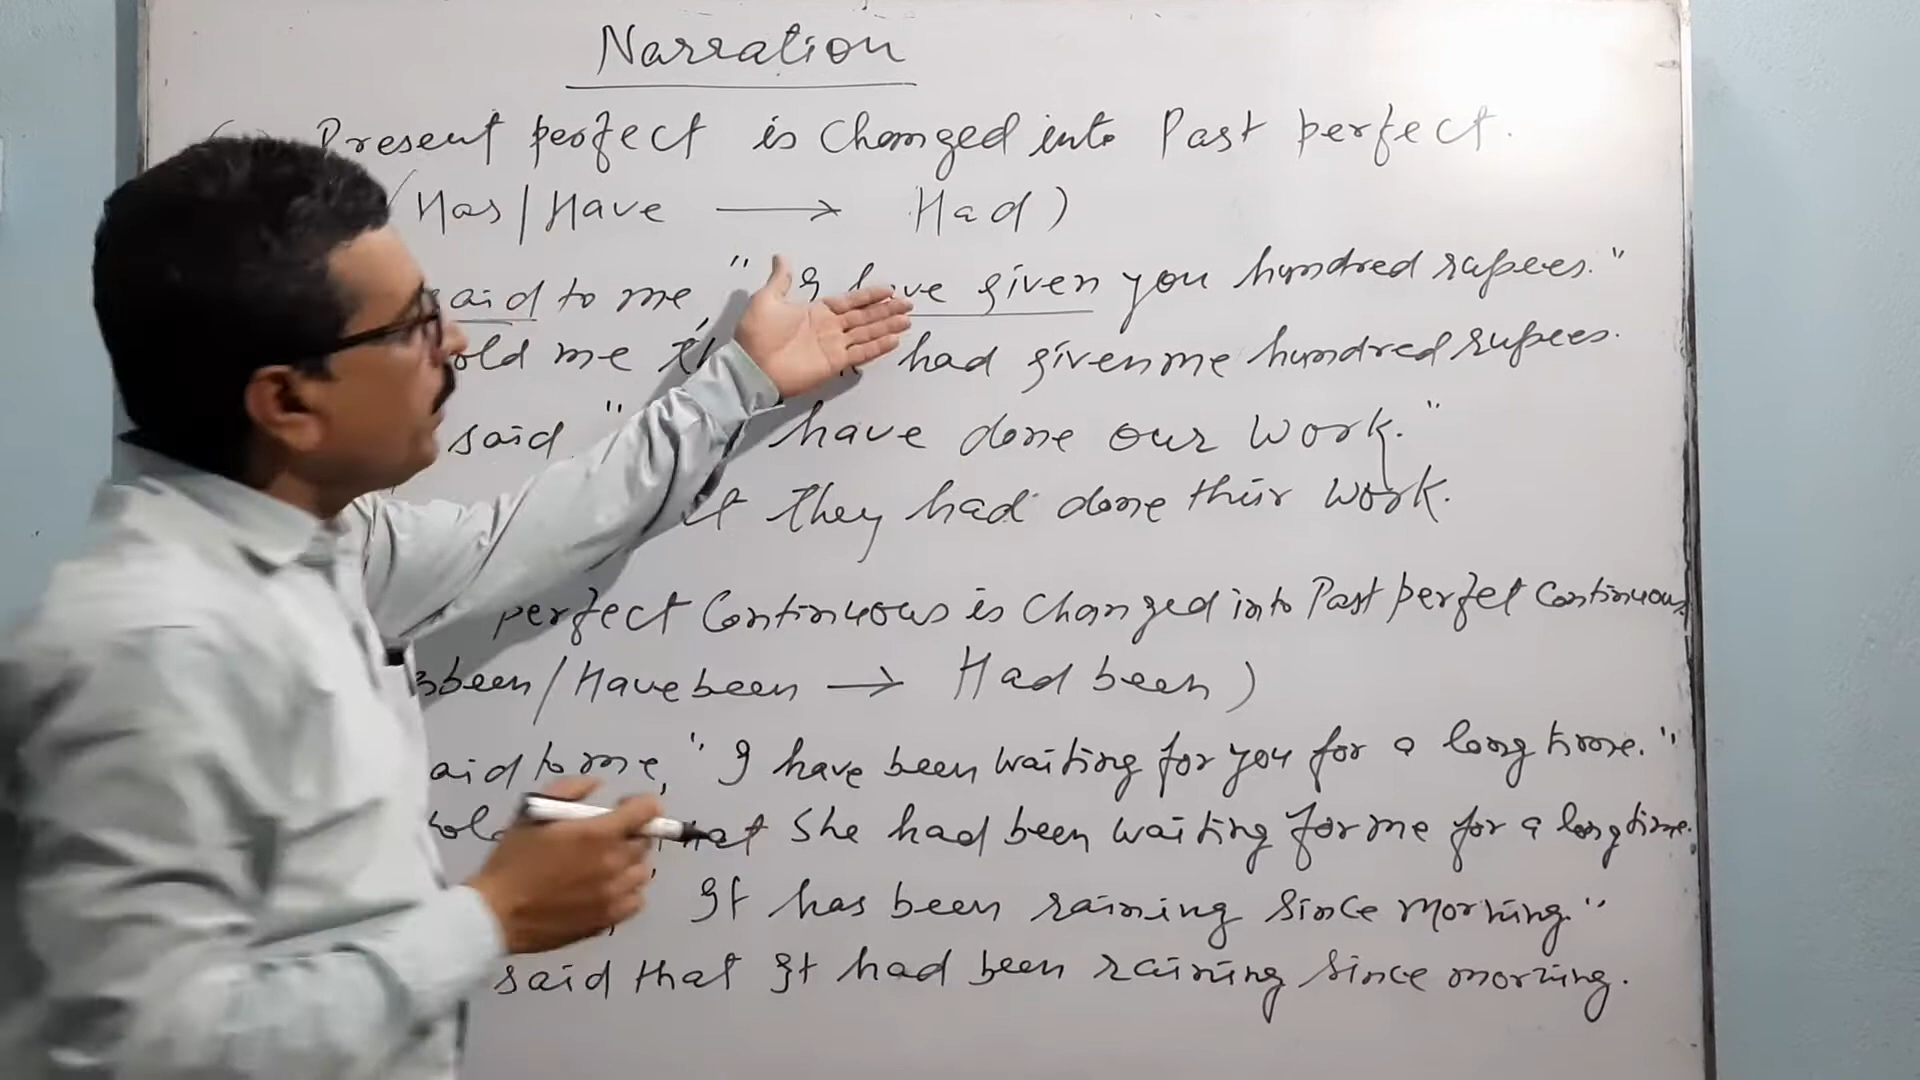 Narration
Present perfect is Changed into Past perfect.
(Has/Have → Had)
said to me, " I have given you hundred rupees."
told me had given me hundred rupees.
said, " have done our work."
they had done their work.
perfect Continuous is Changed into Past perfet Continuous
been/Have been → Had been)
said to me, " I have been waiting for you for a long time."
told that She had been waiting for me for a long time.
" It has been raining since morning."
said that It had been raining since morning.